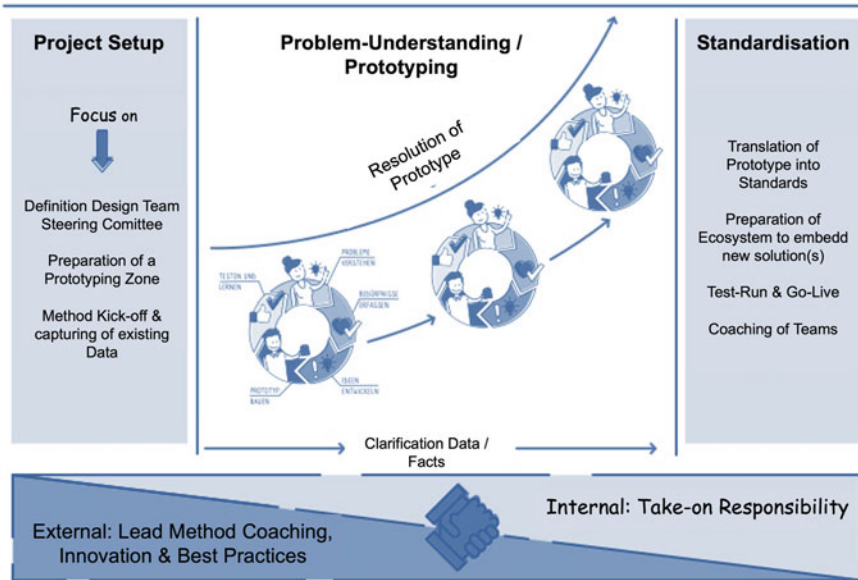 Project Setup
Focus on
Definition Design Team
Steering Comittee
Preparation of a
Prototyping Zone
Method Kick-off &
capturing of existing
Data
Problem-Understanding /
Prototyping
Resolution of
Prototype
PROBLEME
VERSTEHEN
TESTEN UND
LERNEN
BEDÜRFNISSE
ERFASSEN
PROTOTYP
BAUEN
IDEEN
ENTWICKELN
Clarification Data /
Facts
Standardisation
Translation of
Prototype into
Standards
Preparation of
Ecosystem to embedd
new solution(s)
Test-Run & Go-Live
Coaching of Teams
External: Lead Method Coaching,
Innovation & Best Practices
Internal: Take-on Responsibility